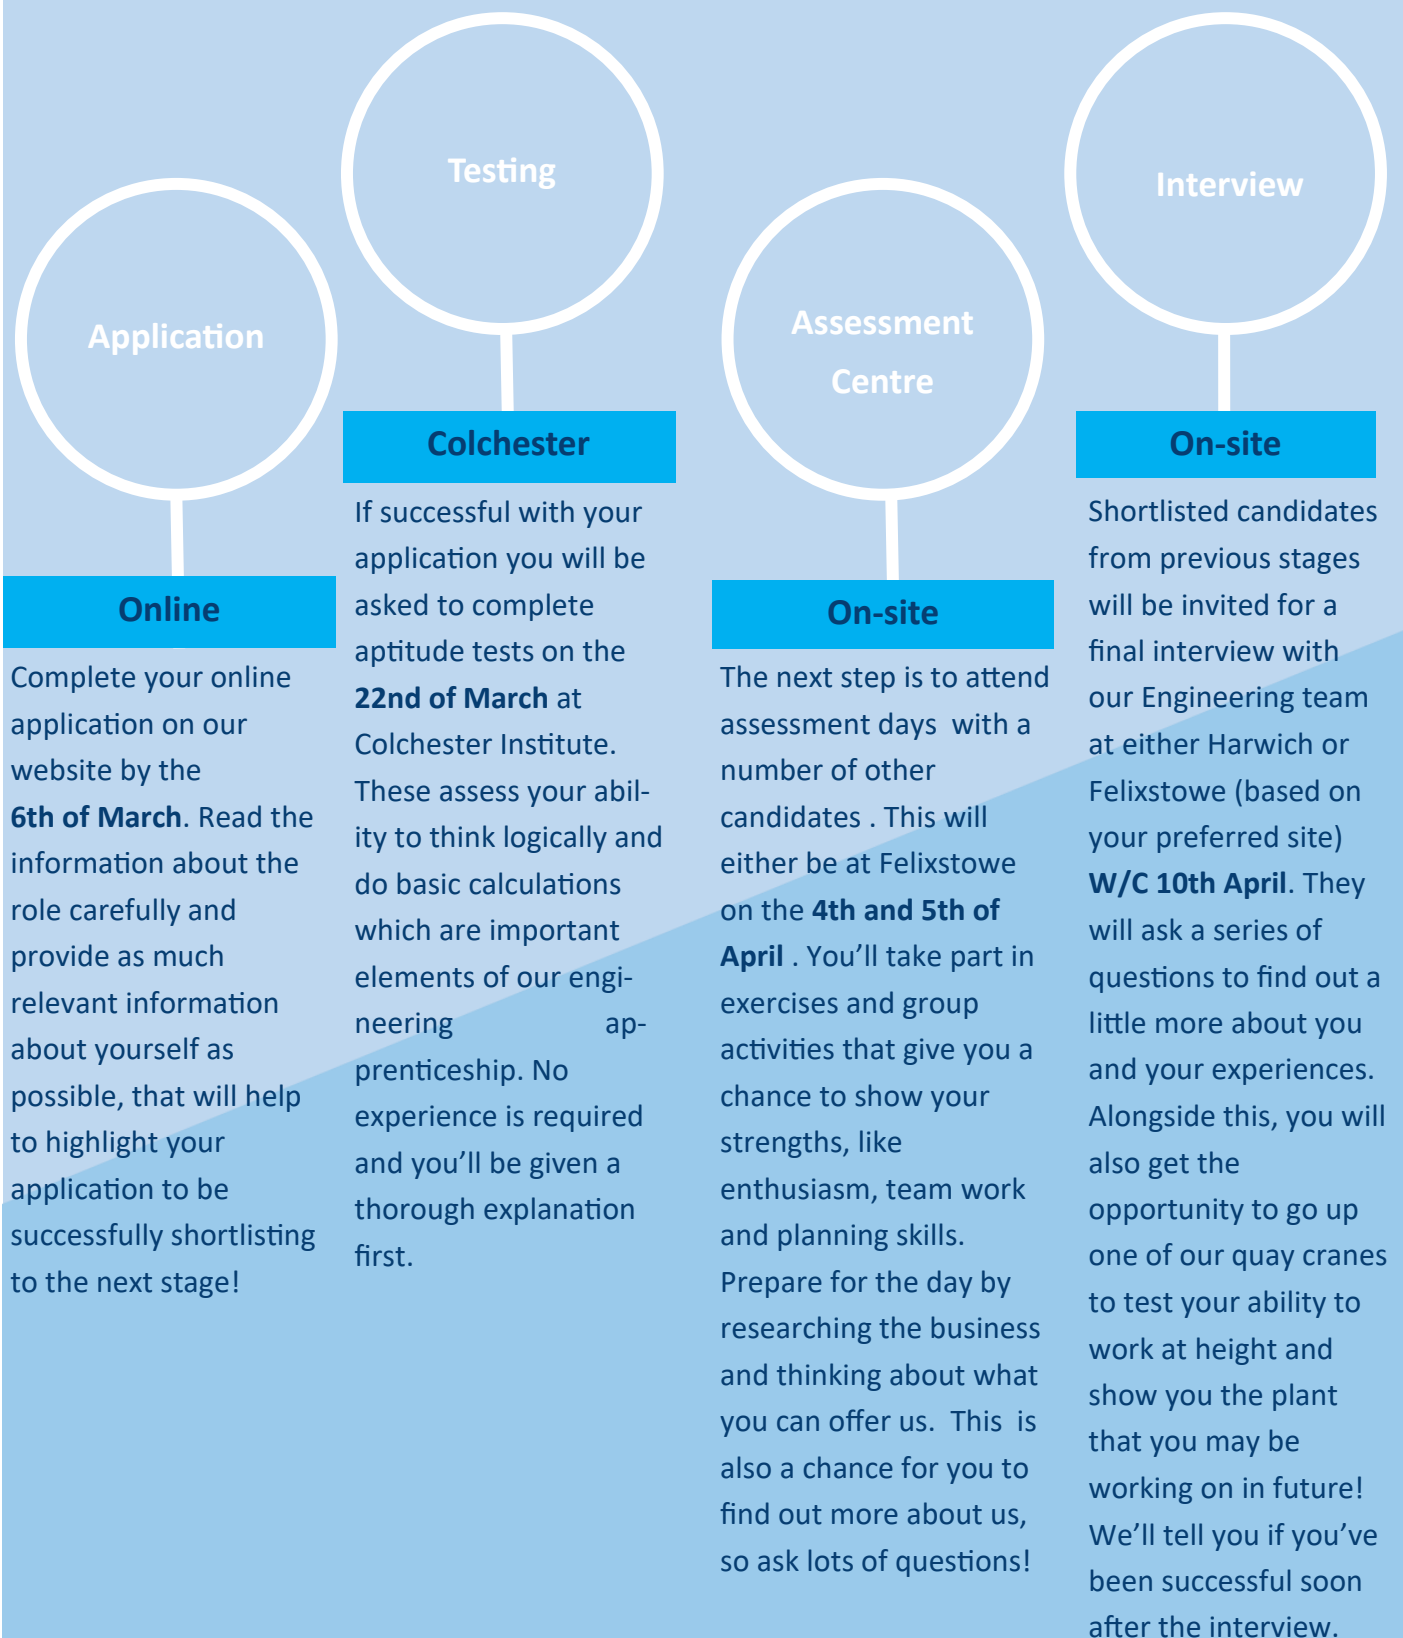 Application
Online
Complete your online
application on our
website by the
6th of March. Read the
information about the
role carefully and
provide as much
relevant information
about yourself as
possible, that will help
to highlight your
application to be
successfully shortlisting
to the next stage!
Testing
Colchester
If successful with your
application you will be
asked to complete
aptitude tests on the
22nd of March at
Colchester Institute.
These assess your abil-
ity to think logically and
do basic calculations
which are important
elements of our engi-
neering ap-
prenticeship. No
experience is required
and you’ll be given a
thorough explanation
first.
Assessment
Centre
On-site
The next step is to attend
assessment days with a
number of other
candidates . This will
either be at Felixstowe
on the 4th and 5th of
April . You’ll take part in
exercises and group
activities that give you a
chance to show your
strengths, like
enthusiasm, team work
and planning skills.
Prepare for the day by
researching the business
and thinking about what
you can offer us. This is
also a chance for you to
find out more about us,
so ask lots of questions!
Interview
On-site
Shortlisted candidates
from previous stages
will be invited for a
final interview with
our Engineering team
at either Harwich or
Felixstowe (based on
your preferred site)
W/C 10th April. They
will ask a series of
questions to find out a
little more about you
and your experiences.
Alongside this, you will
also get the
opportunity to go up
one of our quay cranes
to test your ability to
work at height and
show you the plant
that you may be
working on in future!
We’ll tell you if you’ve
been successful soon
after the interview.